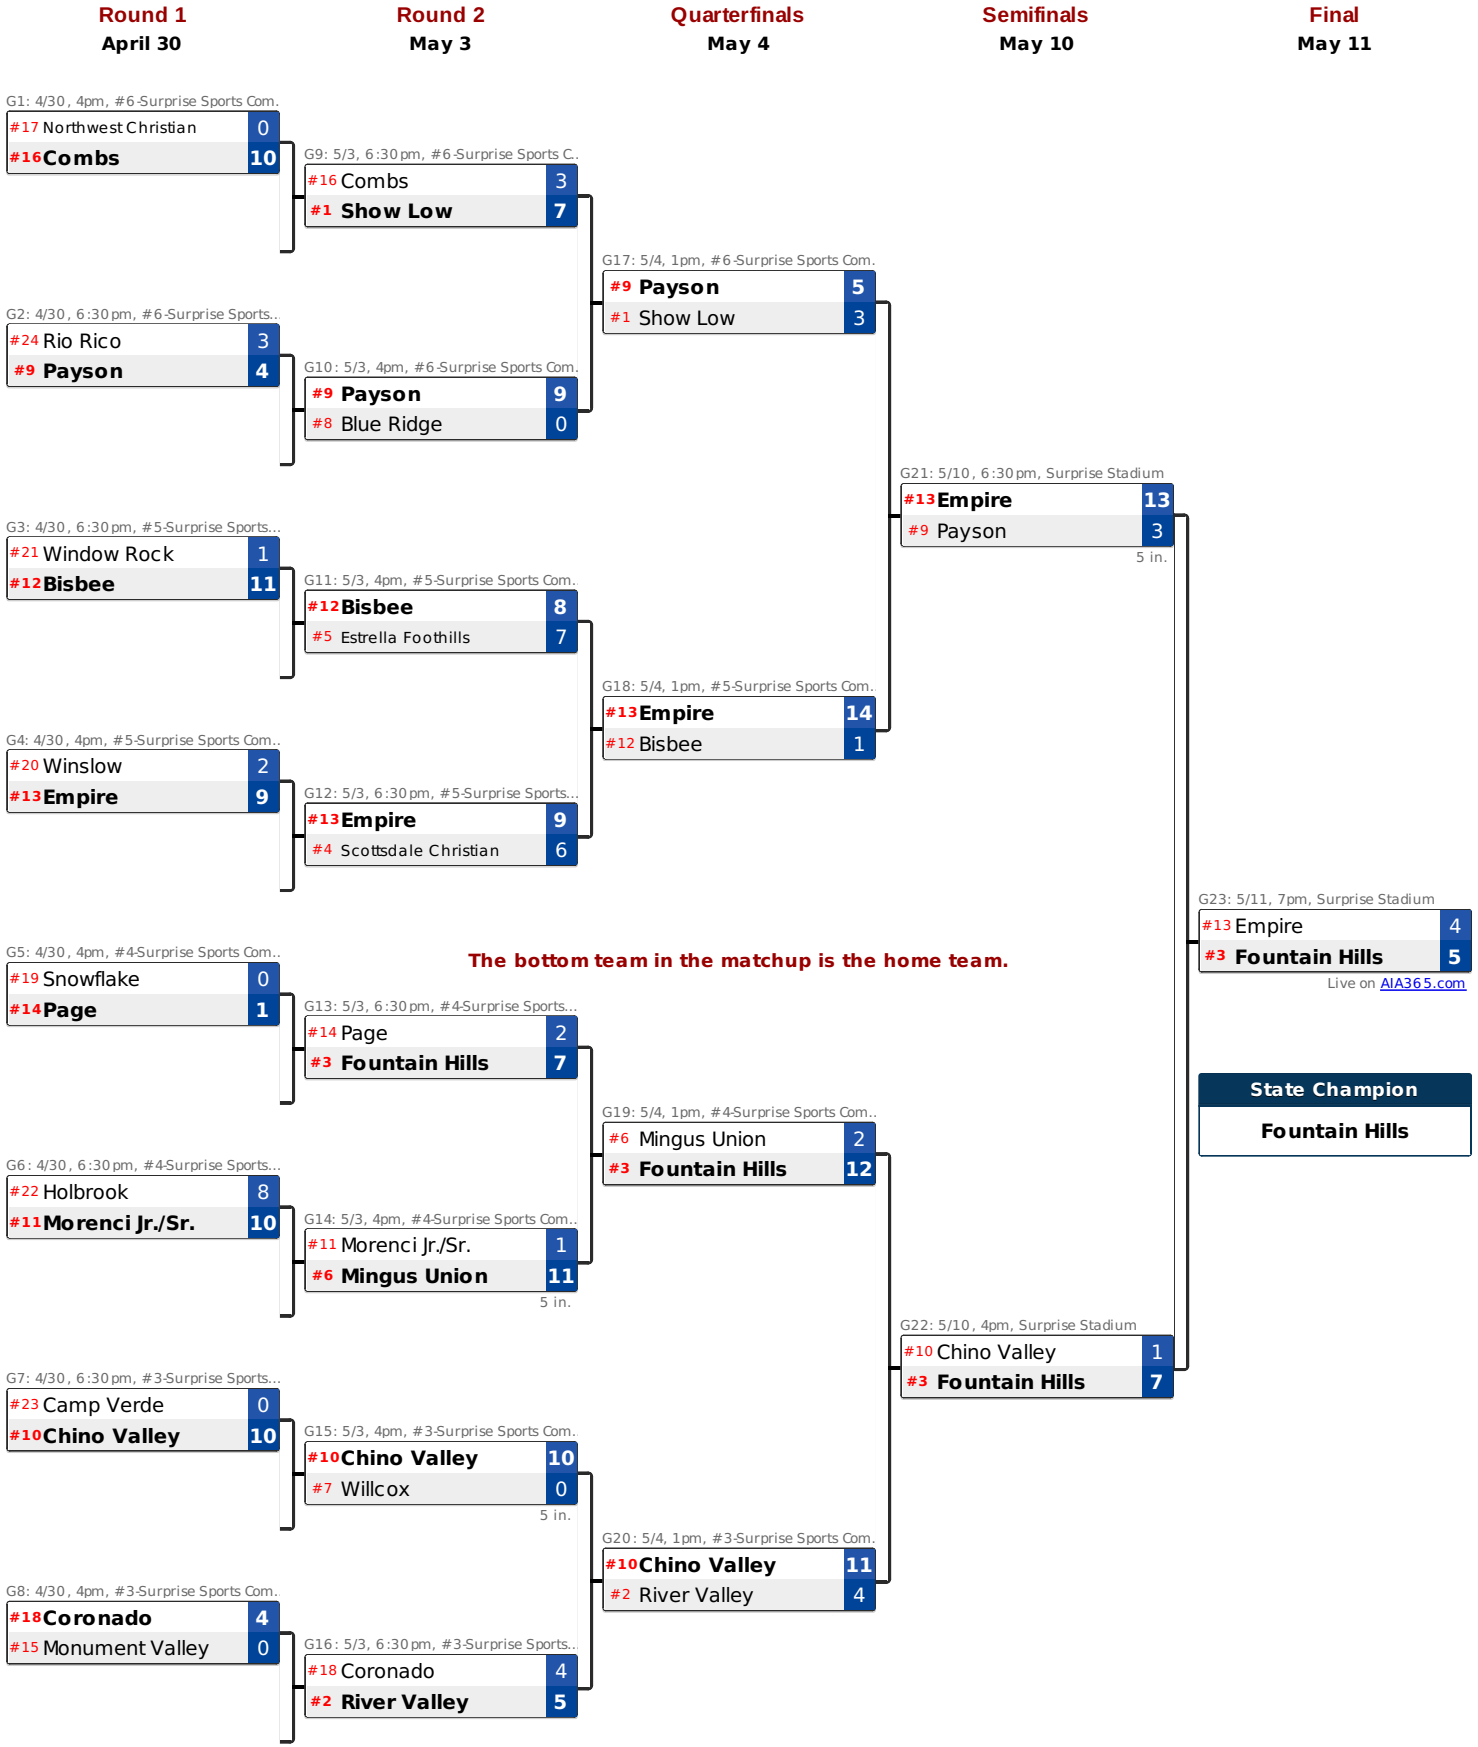 Round 1
April 30
Round 2
May 3
Quarterfinals
May 4
Semifinals
May 10
Final
May 11
G1: 4/30, 4pm, #6-Surprise Sports Com.
#17 Northwest Christian 0
#16 Combs 10
G2: 4/30, 6:30pm, #6-Surprise Sports...
#24 Rio Rico 3
#9 Payson 4
G3: 4/30, 6:30pm, #5-Surprise Sports...
#21 Window Rock 1
#12 Bisbee 11
G4: 4/30, 4pm, #5-Surprise Sports Com..
#20 Winslow 2
#13 Empire 9
G5: 4/30, 4pm, #4-Surprise Sports Com..
#19 Snowflake 0
#14 Page 1
G6: 4/30, 6:30pm, #4-Surprise Sports...
#22 Holbrook 8
#11 Morenci Jr./Sr. 10
G7: 4/30, 6:30pm, #3-Surprise Sports...
#23 Camp Verde 0
#10 Chino Valley 10
G8: 4/30, 4pm, #3-Surprise Sports Com.
#18 Coronado 4
#15 Monument Valley 0
G9: 5/3, 6:30pm, #6-Surprise Sports C..
#16 Combs 3
#1 Show Low 7
G10: 5/3, 4pm, #6-Surprise Sports Com.
#9 Payson 9
#8 Blue Ridge 0
G11: 5/3, 4pm, #5-Surprise Sports Com.
#12 Bisbee 8
#5 Estrella Foothills 7
G12: 5/3, 6:30pm, #5-Surprise Sports...
#13 Empire 9
#4 Scottsdale Christian 6
The bottom team in the matchup is the home team.
G13: 5/3, 6:30pm, #4-Surprise Sports...
#14 Page 2
#3 Fountain Hills 7
G14: 5/3, 4pm, #4-Surprise Sports Com..
#11 Morenci Jr./Sr. 1
#6 Mingus Union 11
5 in.
G15: 5/3, 4pm, #3-Surprise Sports Com.
#10 Chino Valley 10
#7 Willcox 0
5 in.
G16: 5/3, 6:30pm, #3-Surprise Sports...
#18 Coronado 4
#2 River Valley 5
G17: 5/4, 1pm, #6-Surprise Sports Com.
#9 Payson 5
#1 Show Low 3
G18: 5/4, 1pm, #5-Surprise Sports Com..
#13 Empire 14
#12 Bisbee 1
G19: 5/4, 1pm, #4-Surprise Sports Com..
#6 Mingus Union 2
#3 Fountain Hills 12
G20: 5/4, 1pm, #3-Surprise Sports Com.
#10 Chino Valley 11
#2 River Valley 4
G21: 5/10, 6:30pm, Surprise Stadium
#13 Empire 13
#9 Payson 3
5 in.
G22: 5/10, 4pm, Surprise Stadium
#10 Chino Valley 1
#3 Fountain Hills 7
G23: 5/11, 7pm, Surprise Stadium
#13 Empire 4
#3 Fountain Hills 5
Live on AIA365.com
State Champion
Fountain Hills